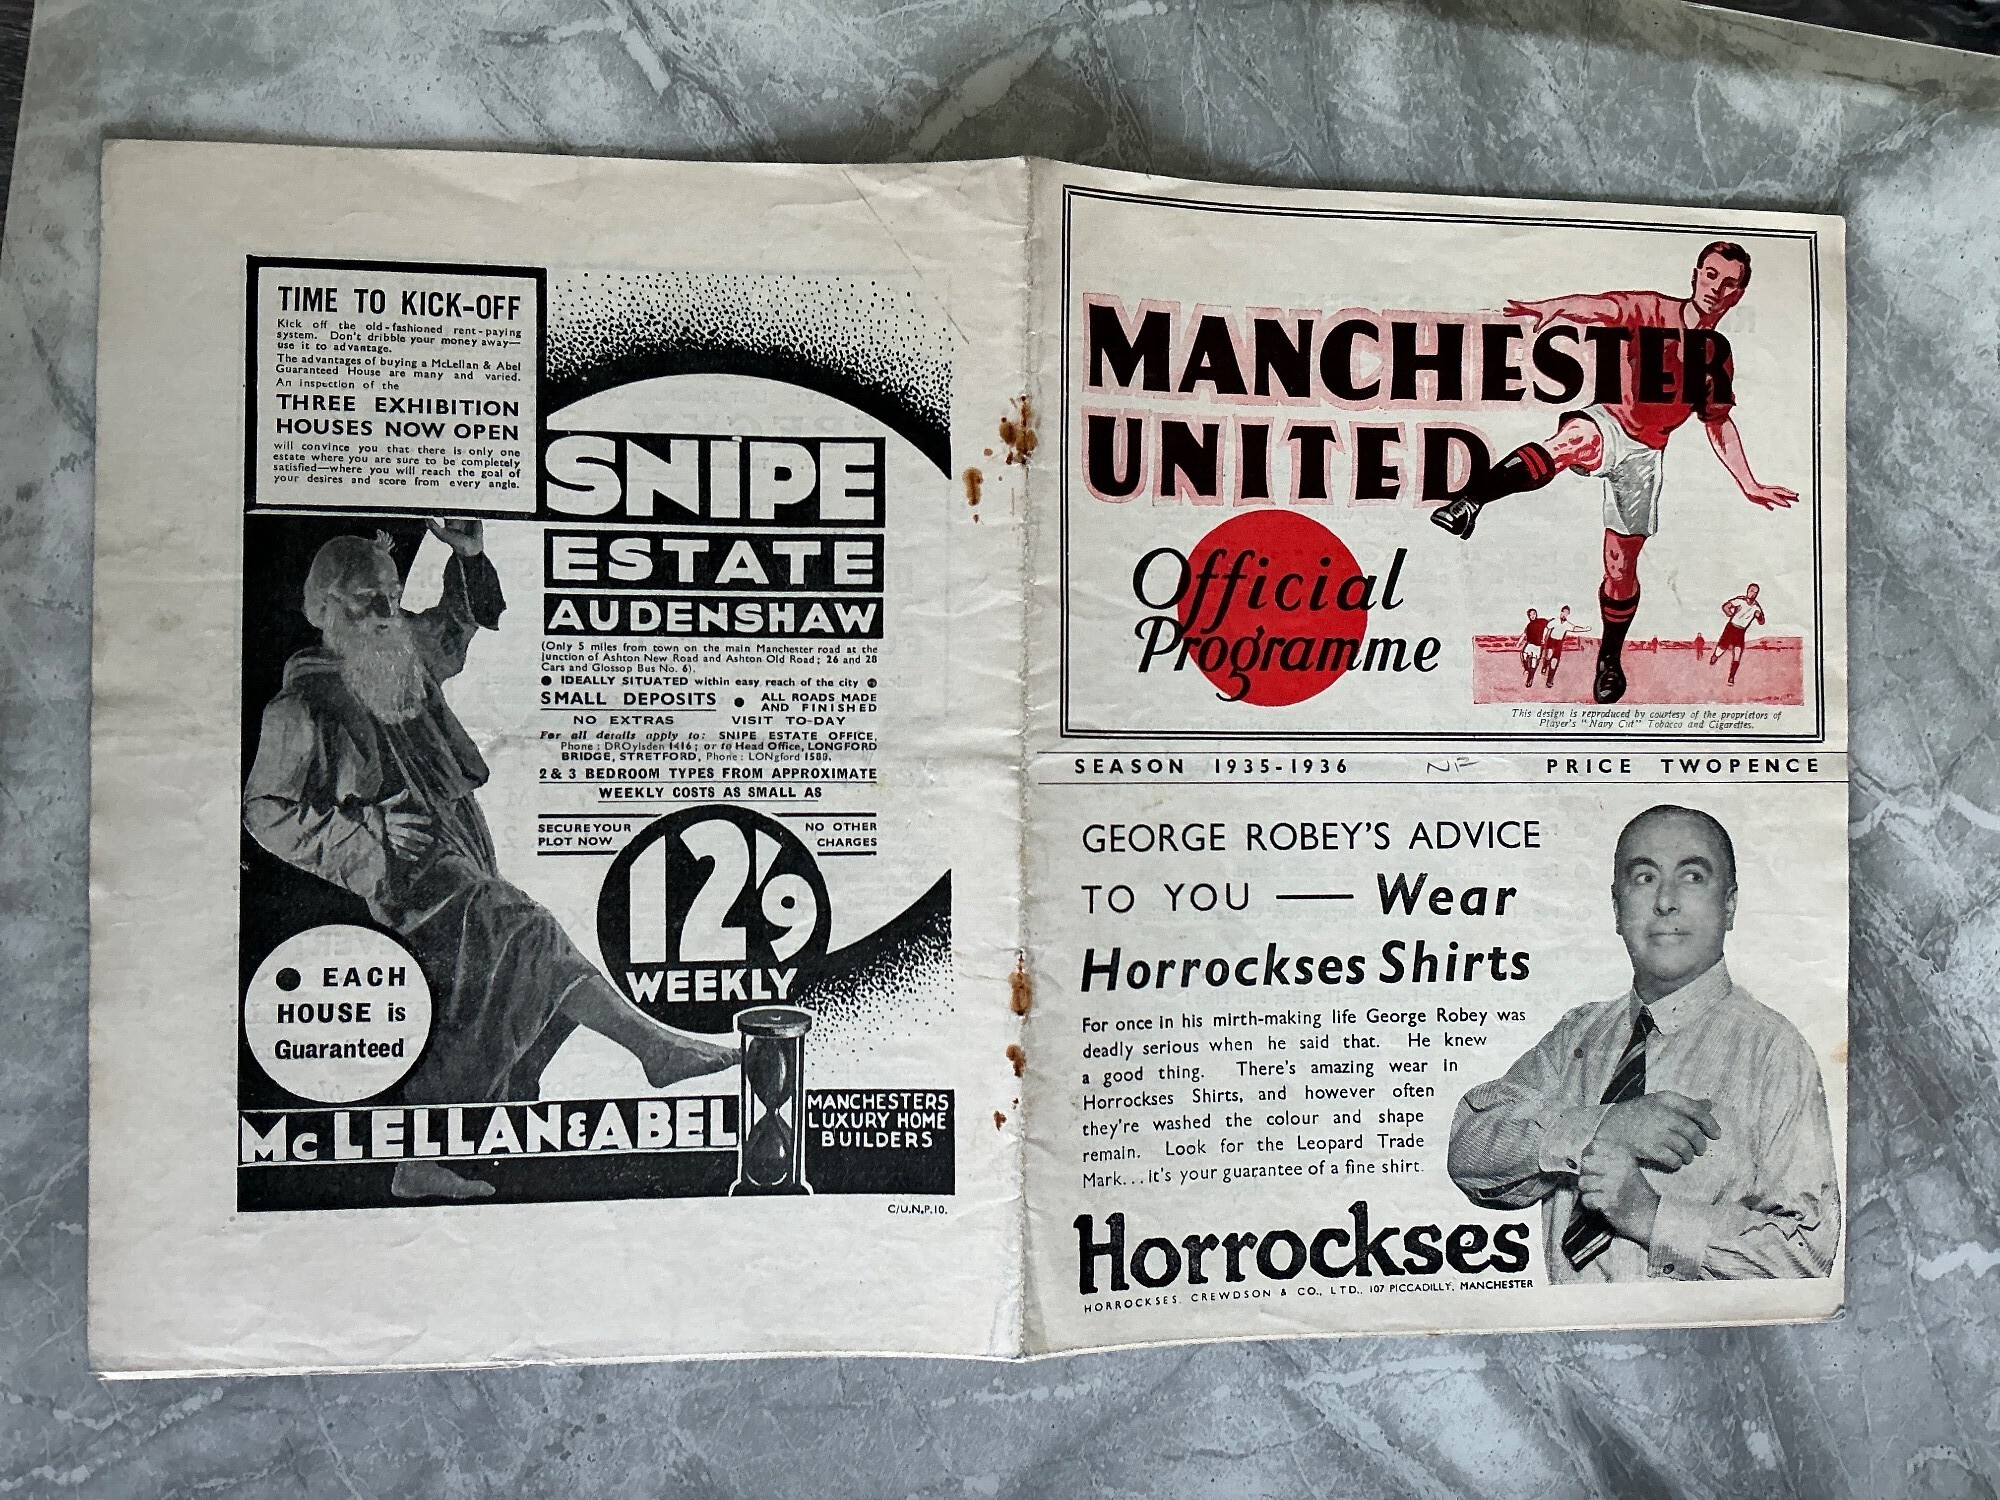 TIME TO KICK-OFF
Kick off the old-fashioned rent-paying
system. Don't dribble your money away—
use it to advantage.
The advantages of buying a McLellan & Abel
Guaranteed House are many and varied.
An inspection of the
THREE EXHIBITION
HOUSES NOW OPEN
will convince you that there is only one
estate where you are sure to be completely
satisfied—where you will reach the goal of
your desires and score from every angle.
SNIPE
ESTATE
AUDENSHAW
(Only 5 miles from town on the main Manchester road at the
junction of Ashton New Road and Ashton Old Road; 26 and 28
Cars and Glossop Bus No. 6).
● IDEALLY SITUATED within easy reach of the city ●
SMALL DEPOSITS ● ALL ROADS MADE
AND FINISHED
NO EXTRAS VISIT TO-DAY
For all details apply to: SNIPE ESTATE OFFICE,
Phone: DROylsden 1416; or to Head Office, LONGFORD
BRIDGE, STRETFORD, Phone: LONgford 1580.
2 & 3 BEDROOM TYPES FROM APPROXIMATE
WEEKLY COSTS AS SMALL AS
SECURE YOUR
PLOT NOW
NO OTHER
CHARGES
12'9
WEEKLY
● EACH
HOUSE is
Guaranteed
McLELLAN & ABEL
MANCHESTERS
LUXURY HOME
BUILDERS
C/U.N.P.10.
MANCHESTER
UNITED
Official
Programme
This design is reproduced by courtesy of the proprietors of
Player's "Navy Cut" Tobacco and Cigarettes.
SEASON 1935-1936 NF PRICE TWOPENCE
GEORGE ROBEY'S ADVICE
TO YOU — Wear
Horrockses Shirts
For once in his mirth-making life George Robey was
deadly serious when he said that. He knew
a good thing. There's amazing wear in
Horrockses Shirts, and however often
they're washed the colour and shape
remain. Look for the Leopard Trade
Mark...it's your guarantee of a fine shirt.
Horrockses
HORROCKSES, CREWDSON & CO., LTD., 107 PICCADILLY, MANCHESTER